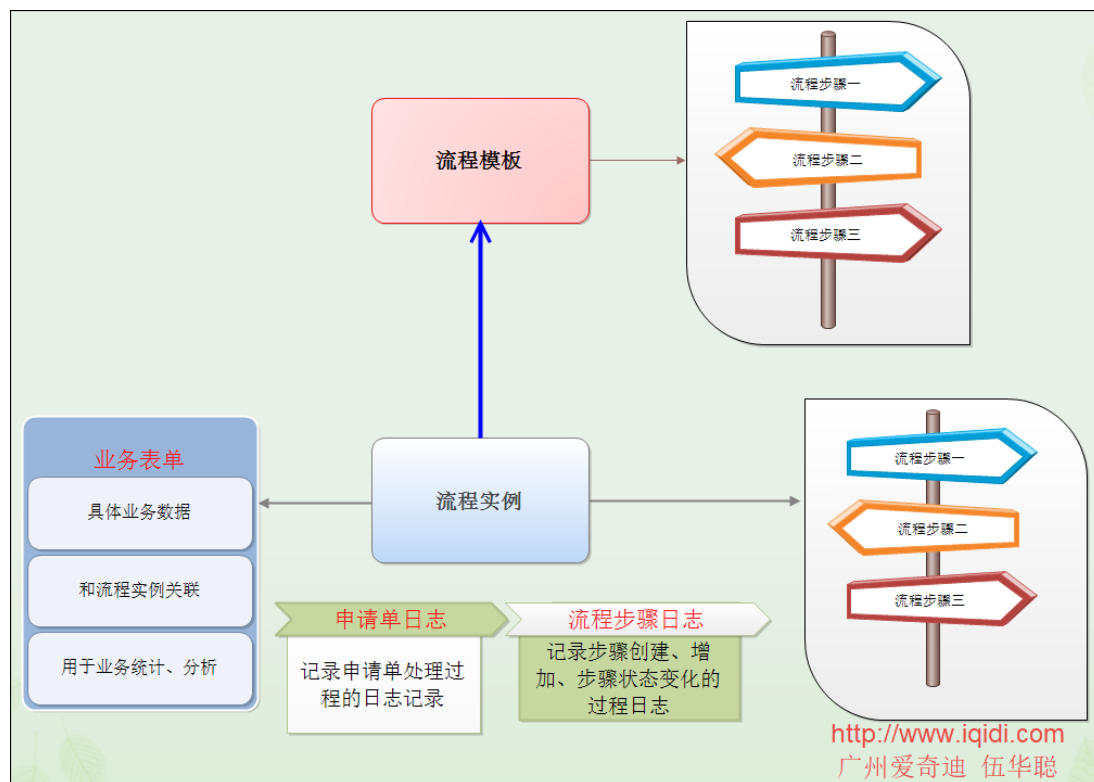 流程步骤一
流程步骤二
流程步骤三
流程模板
业务表单
具体业务数据
和流程实例关联
用于业务统计、分析
流程实例
流程步骤一
流程步骤二
流程步骤三
申请单日志
记录申请单处理过
程的日志记录
流程步骤日志
记录步骤创建、增
加、步骤状态变化的
过程日志
http://www.iqidi.com
广州爱奇迪 伍华聪